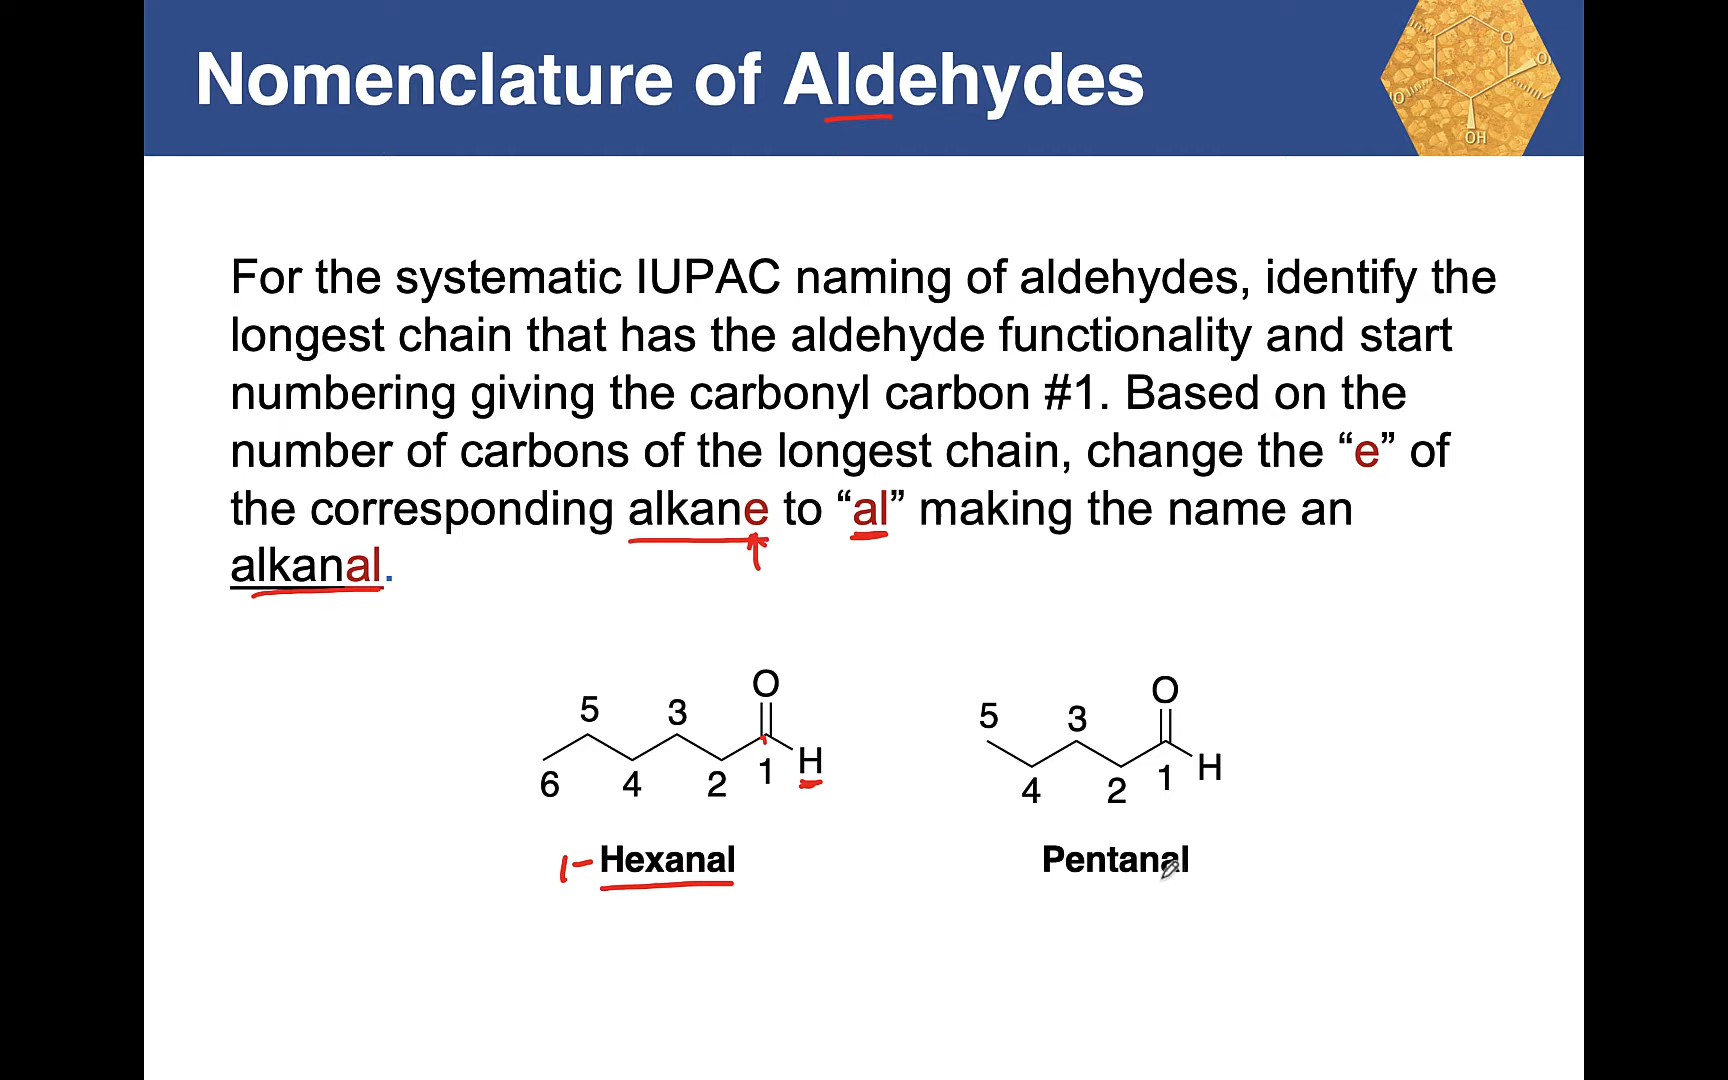 Nomenclature of Aldehydes
O
O
O
OH
For the systematic IUPAC naming of aldehydes, identify the
longest chain that has the aldehyde functionality and start
numbering giving the carbonyl carbon #1. Based on the
number of carbons of the longest chain, change the “e” of
the corresponding alkane to “al” making the name an
alkanal.
O
5 3
H
6 4 2 1
1- Hexanal
O
5 3
H
4 2 1
Pentanal